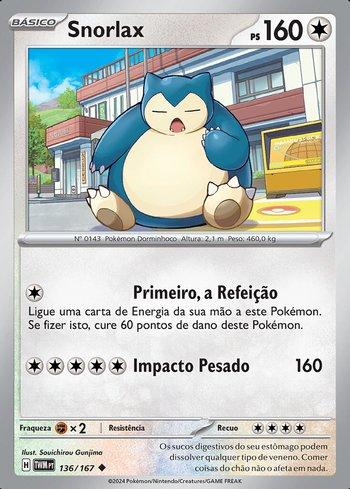 BÁSICO
Snorlax
PS 160
Nº 0143 Pokémon Dorminhoco Altura: 2,1 m Peso: 460,0 kg
Primeiro, a Refeição
Ligue uma carta de Energia da sua mão a este Pokémon.
Se fizer isto, cure 60 pontos de dano deste Pokémon.
Impacto Pesado 160
Fraqueza ×2 Resistência Recuo
Ilust. Souichirou Gunjima
H TWM PT 136/167
Os sucos digestivos do seu estômago podem
dissolver qualquer tipo de veneno. Comer
coisas do chão não o afeta em nada.
©2024 Pokémon/Nintendo/Creatures/GAME FREAK